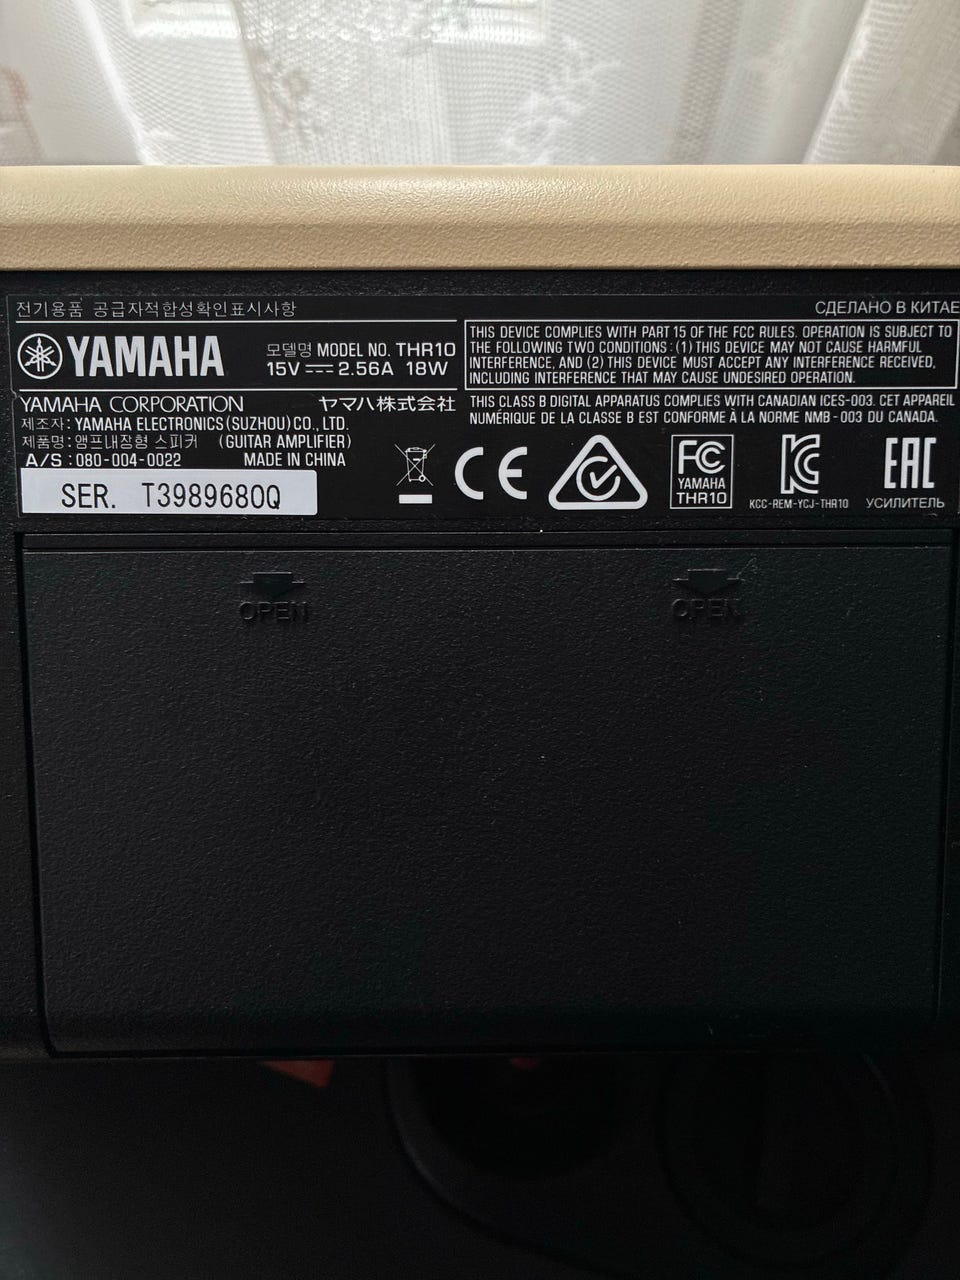 전기용품 공급자적합성확인표시사항
СДЕЛАНО В КИТАЕ
YAMAHA
모델명 MODEL NO. THR10
15V ⎓ 2.56A 18W
THIS DEVICE COMPLIES WITH PART 15 OF THE FCC RULES. OPERATION IS SUBJECT TO
THE FOLLOWING TWO CONDITIONS : (1) THIS DEVICE MAY NOT CAUSE HARMFUL
INTERFERENCE, AND (2) THIS DEVICE MUST ACCEPT ANY INTERFERENCE RECEIVED,
INCLUDING INTERFERENCE THAT MAY CAUSE UNDESIRED OPERATION.
YAMAHA CORPORATION ヤマハ株式会社
제조자: YAMAHA ELECTRONICS (SUZHOU) CO., LTD.
제품명: 앰프내장형 스피커 (GUITAR AMPLIFIER)
A/S : 080-004-0022 MADE IN CHINA
SER. T3989680Q
THIS CLASS B DIGITAL APPARATUS COMPLIES WITH CANADIAN ICES-003. CET APPAREIL
NUMÉRIQUE DE LA CLASSE B EST CONFORME À LA NORME NMB-003 DU CANADA.
CE
FC
YAMAHA
THR10
KC
KCC-REM-YCJ-THR10
EAC
УСИЛИТЕЛЬ
OPEN
OPEN